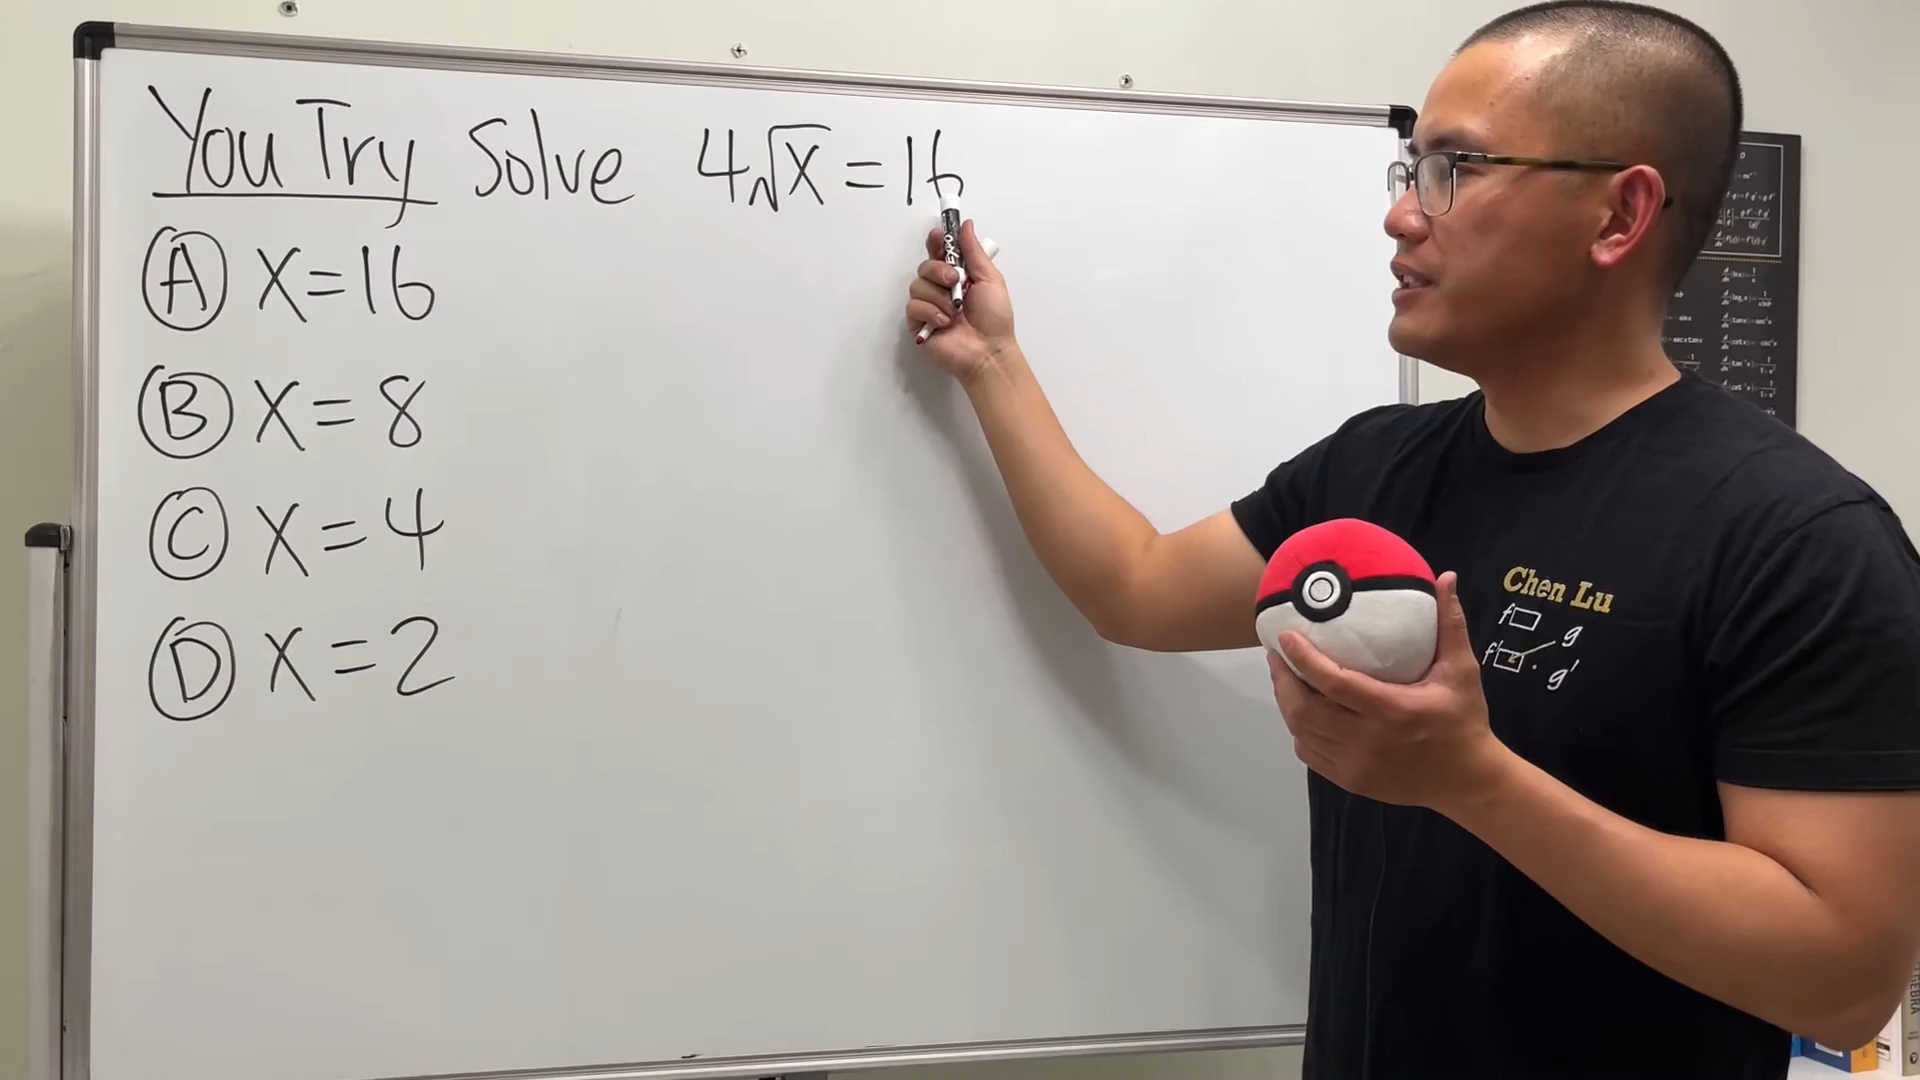 You Try Solve 4√x = 16
Ⓐ x = 16
Ⓑ x = 8
Ⓒ x = 4
Ⓓ x = 2
EXPO
Chen Lu
f□ g
f'□ · g'